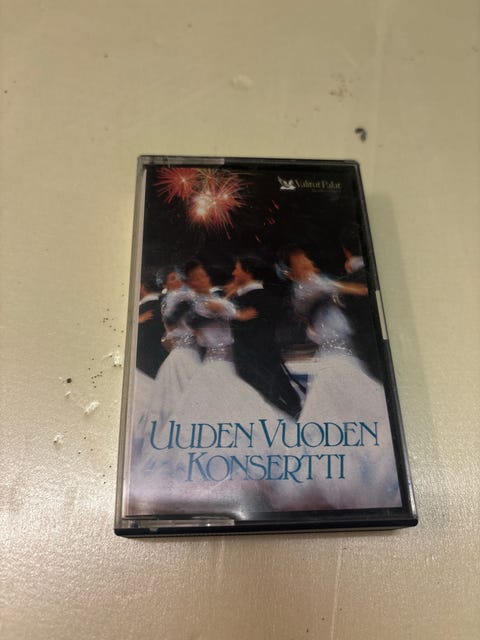 Valitut Palat
UUDEN VUODEN
KONSERTTI